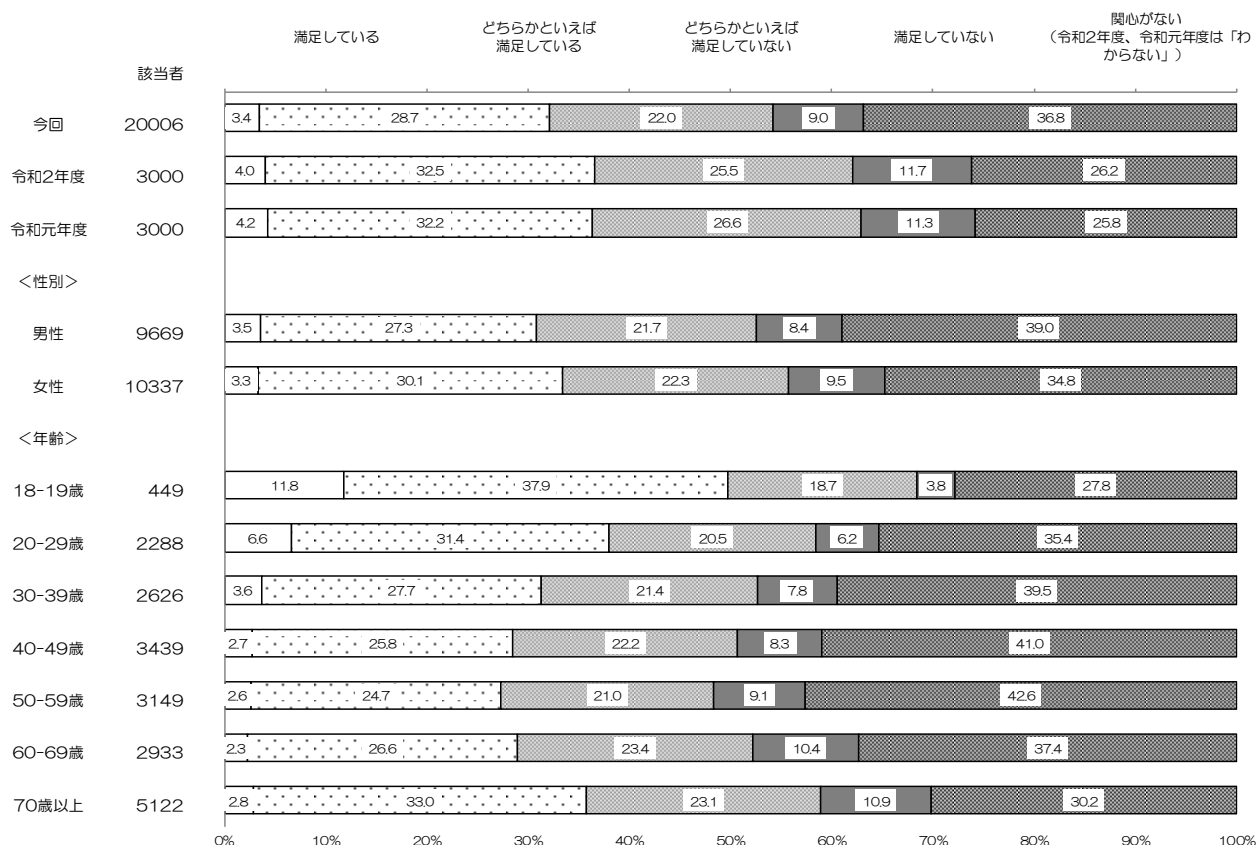 満足している
どちらかといえば
満足している
どちらかといえば
満足していない
満足していない
関心がない
（令和2年度、令和元年度は「わ
からない」）
該当者
今回 20006 3.4 28.7 22.0 9.0 36.8
令和2年度 3000 4.0 32.5 25.5 11.7 26.2
令和元年度 3000 4.2 32.2 26.6 11.3 25.8
＜性別＞
男性 9669 3.5 27.3 21.7 8.4 39.0
女性 10337 3.3 30.1 22.3 9.5 34.8
＜年齢＞
18-19歳 449 11.8 37.9 18.7 3.8 27.8
20-29歳 2288 6.6 31.4 20.5 6.2 35.4
30-39歳 2626 3.6 27.7 21.4 7.8 39.5
40-49歳 3439 2.7 25.8 22.2 8.3 41.0
50-59歳 3149 2.6 24.7 21.0 9.1 42.6
60-69歳 2933 2.3 26.6 23.4 10.4 37.4
70歳以上 5122 2.8 33.0 23.1 10.9 30.2
0% 10% 20% 30% 40% 50% 60% 70% 80% 90% 100%